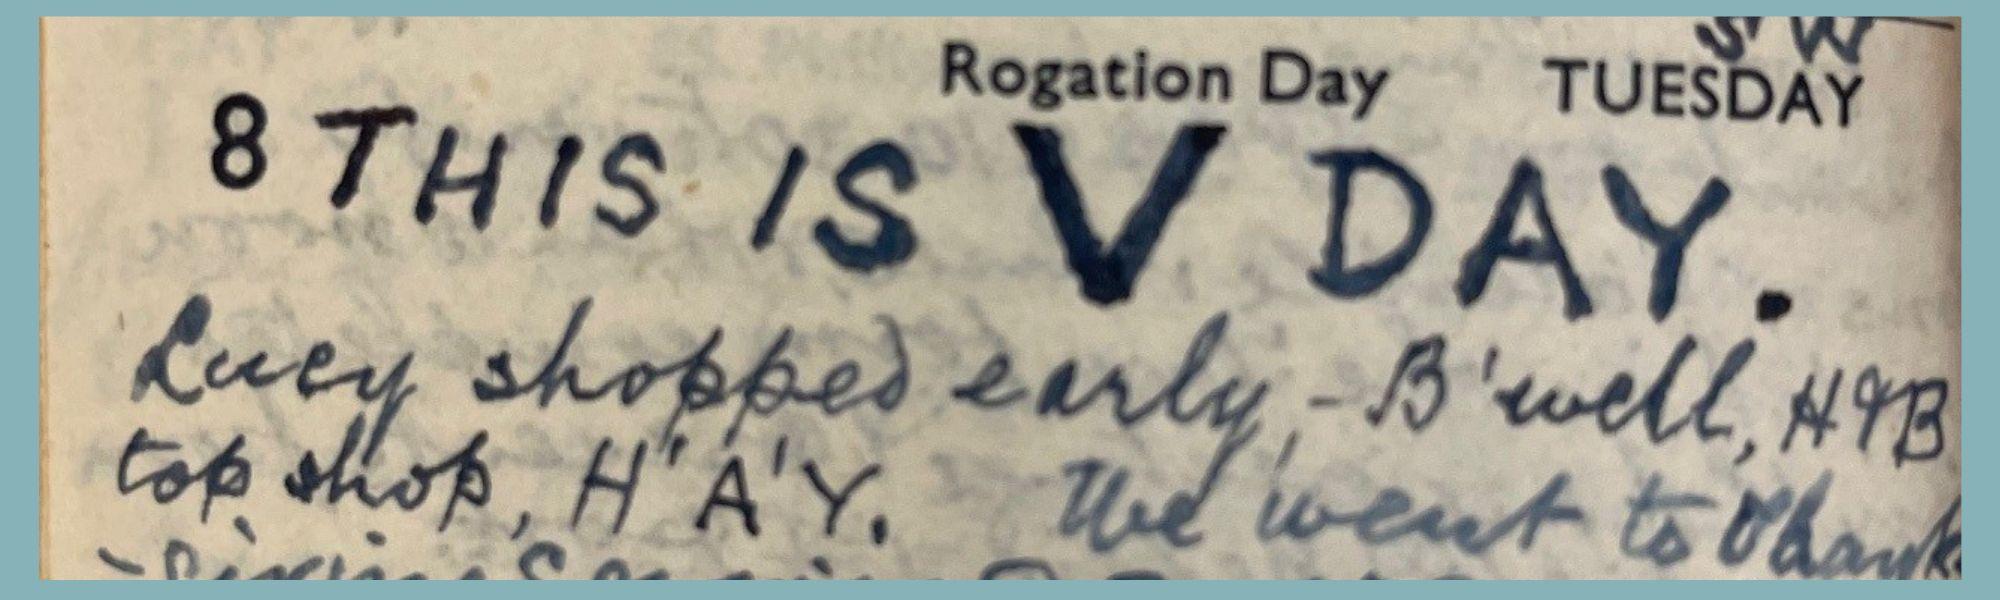 S W
Rogation Day TUESDAY
8 THIS IS V DAY.
Lucy shopped early, - B'well, H&B
top shop, H'A'Y. We went to Thank